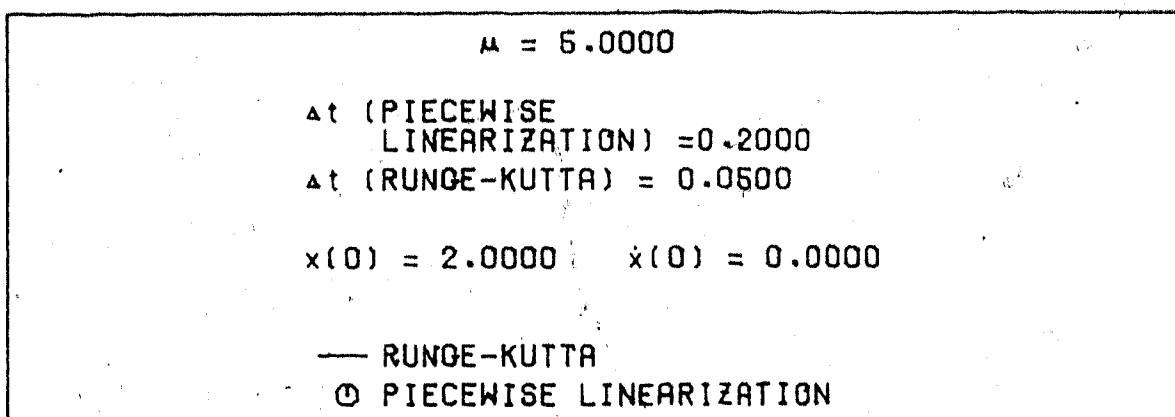 μ = 5.0000
Δt (PIECEWISE
LINEARIZATION) =0.2000
Δt (RUNGE-KUTTA) = 0.0500
x(0) = 2.0000 ẋ(0) = 0.0000
— RUNGE-KUTTA
PIECEWISE LINEARIZATION